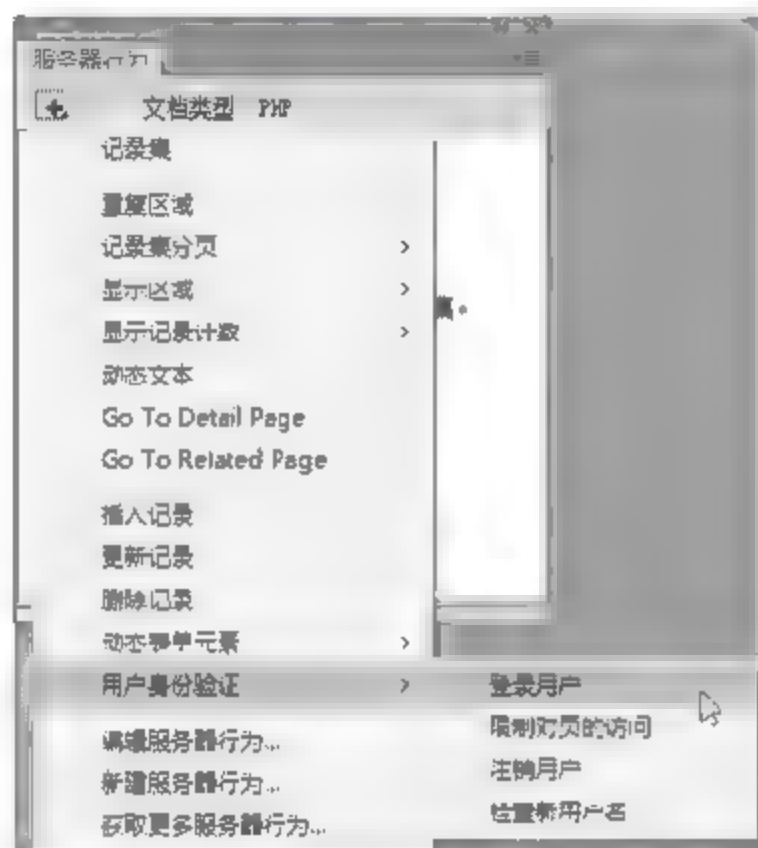 服务器行为
文档类型 PHP
记录集
重复区域
记录集分页
显示区域
显示记录计数
动态文本
Go To Detail Page
Go To Related Page
插入记录
更新记录
删除记录
动态表单元素
用户身份验证
登录用户
限制对页的访问
注销用户
检查新用户名
编辑服务器行为...
新建服务器行为...
获取更多服务器行为...